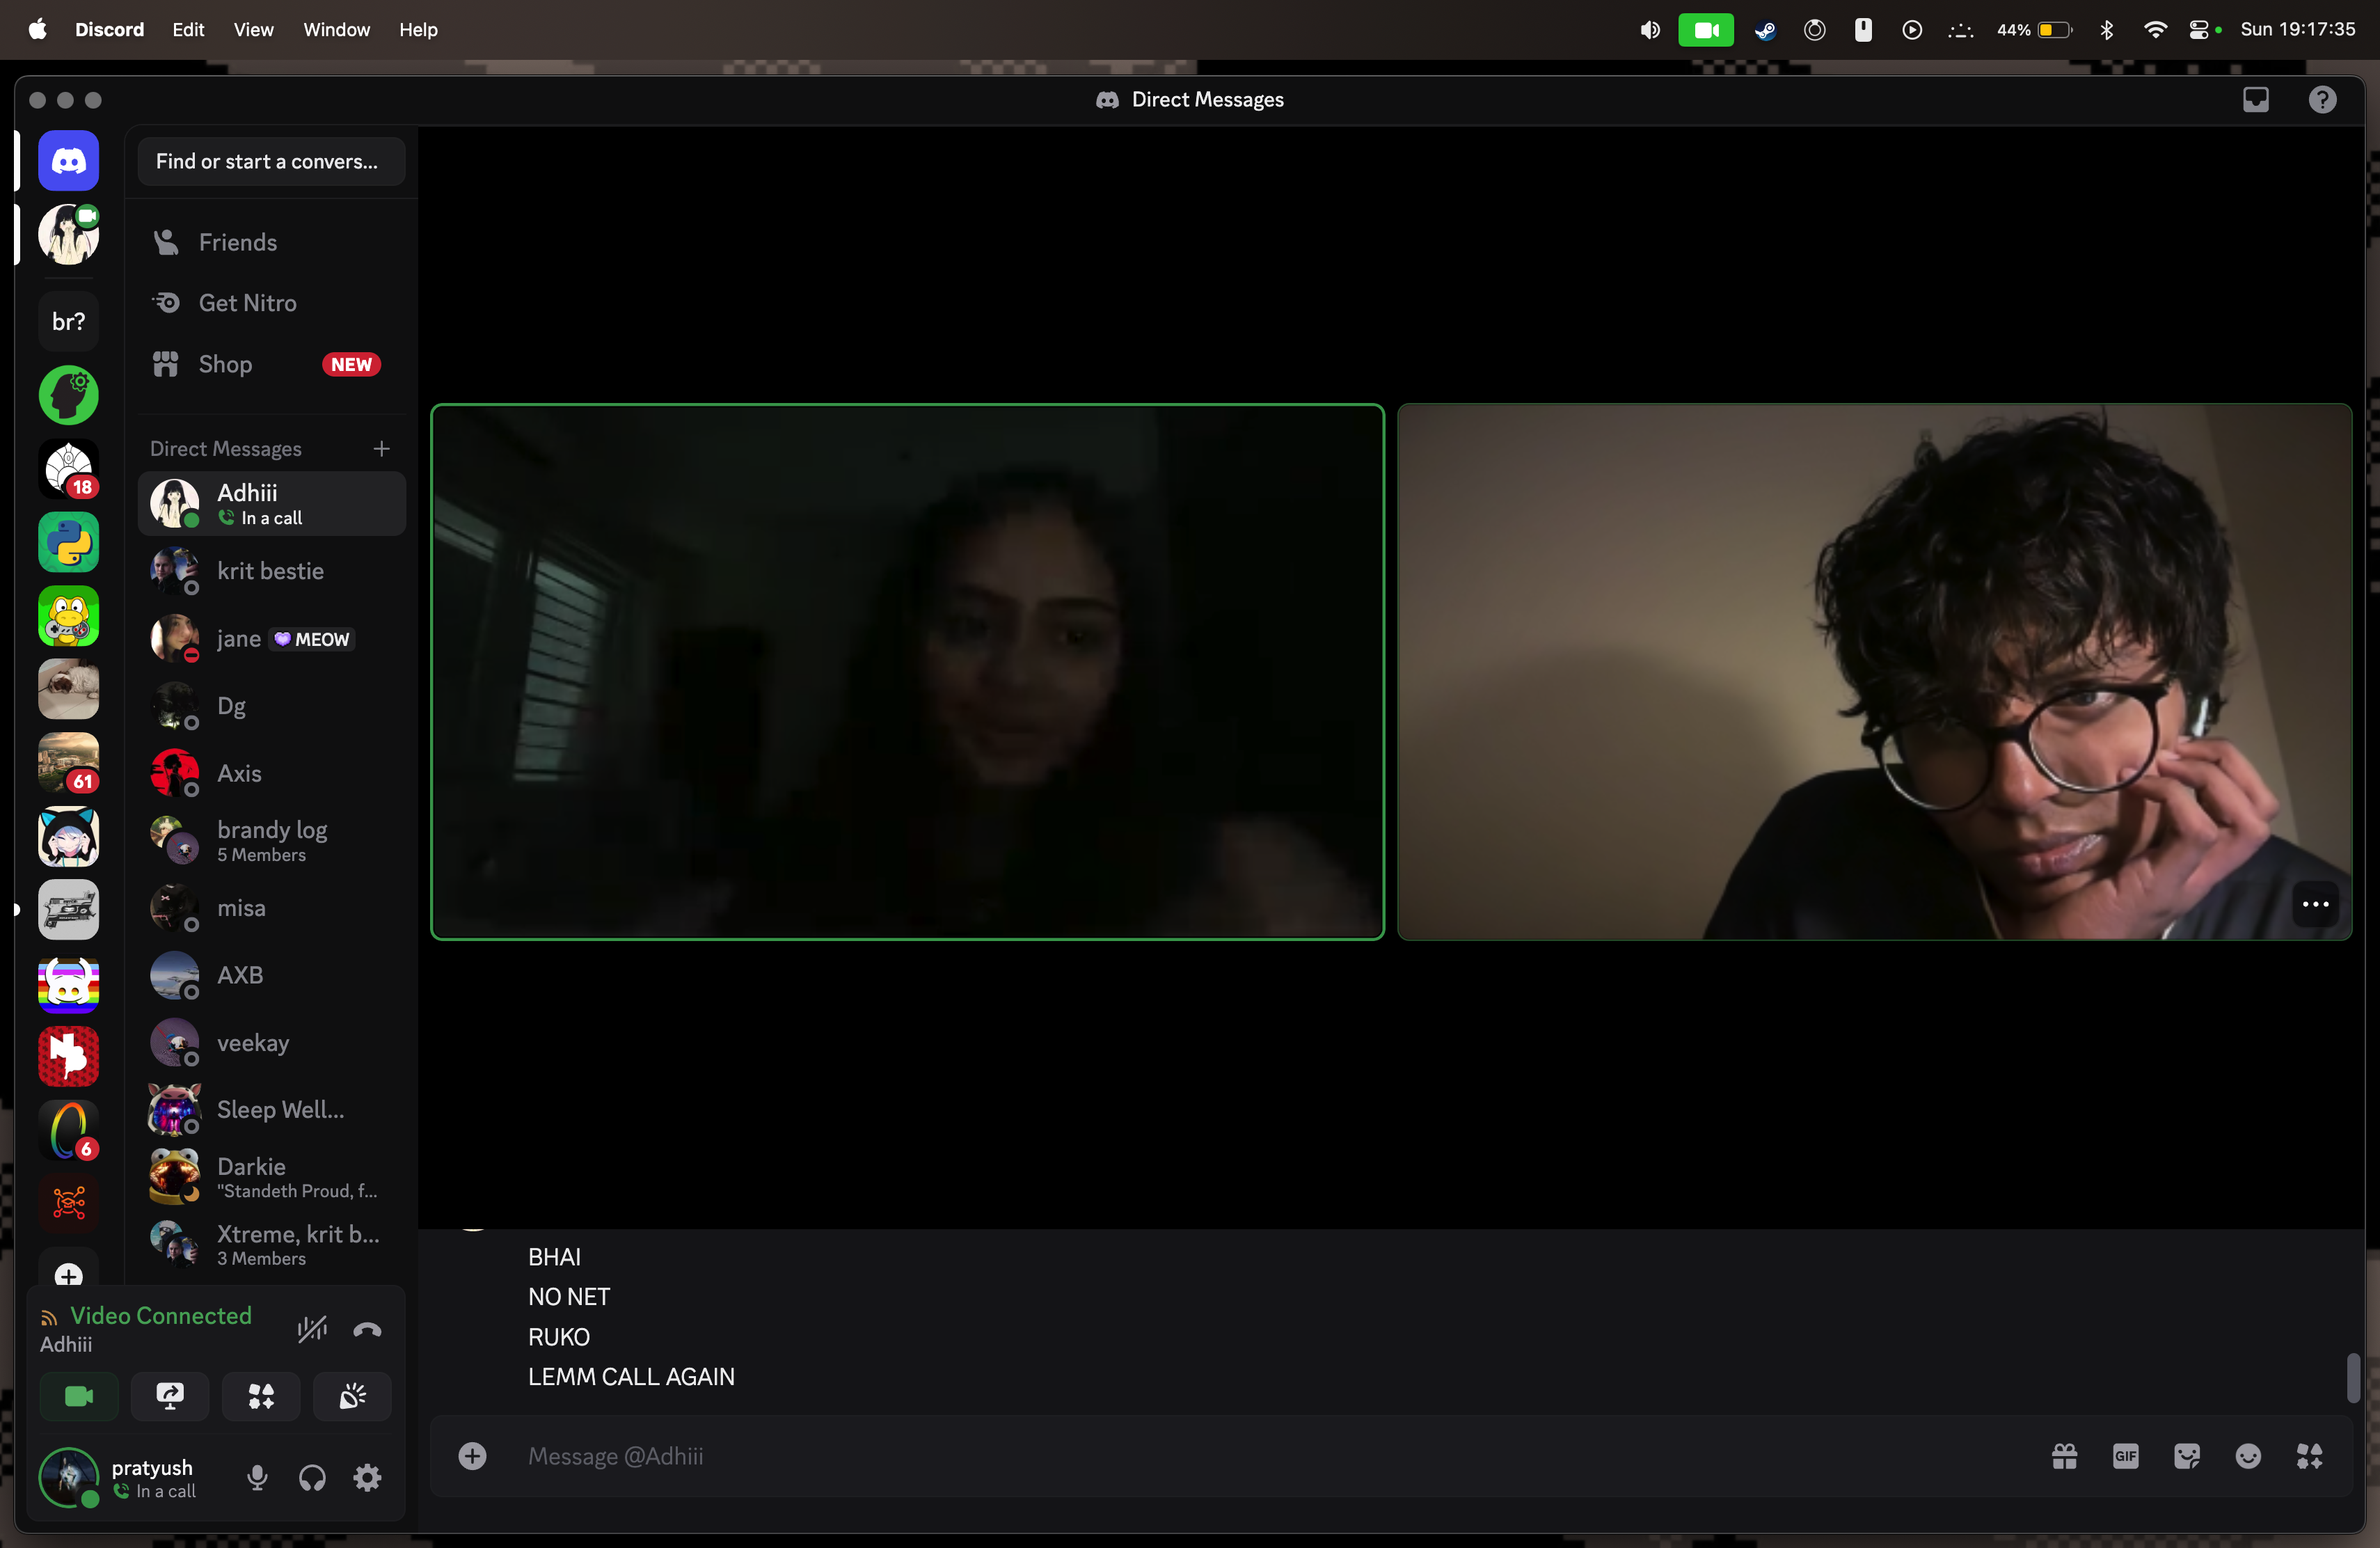 Discord Edit View Window Help
44%
Sun 19:17:35
Direct Messages
Find or start a convers...
Friends
Get Nitro
Shop
NEW
br?
18
61
6
Direct Messages
Adhiii
In a call
krit bestie
jane MEOW
Dg
Axis
brandy log
5 Members
misa
AXB
veekay
Sleep Well...
Darkie
"Standeth Proud, f...
Xtreme, krit b...
3 Members
Video Connected
Adhiii
pratyush
In a call
BHAI
NO NET
RUKO
LEMM CALL AGAIN
Message @Adhiii
GIF